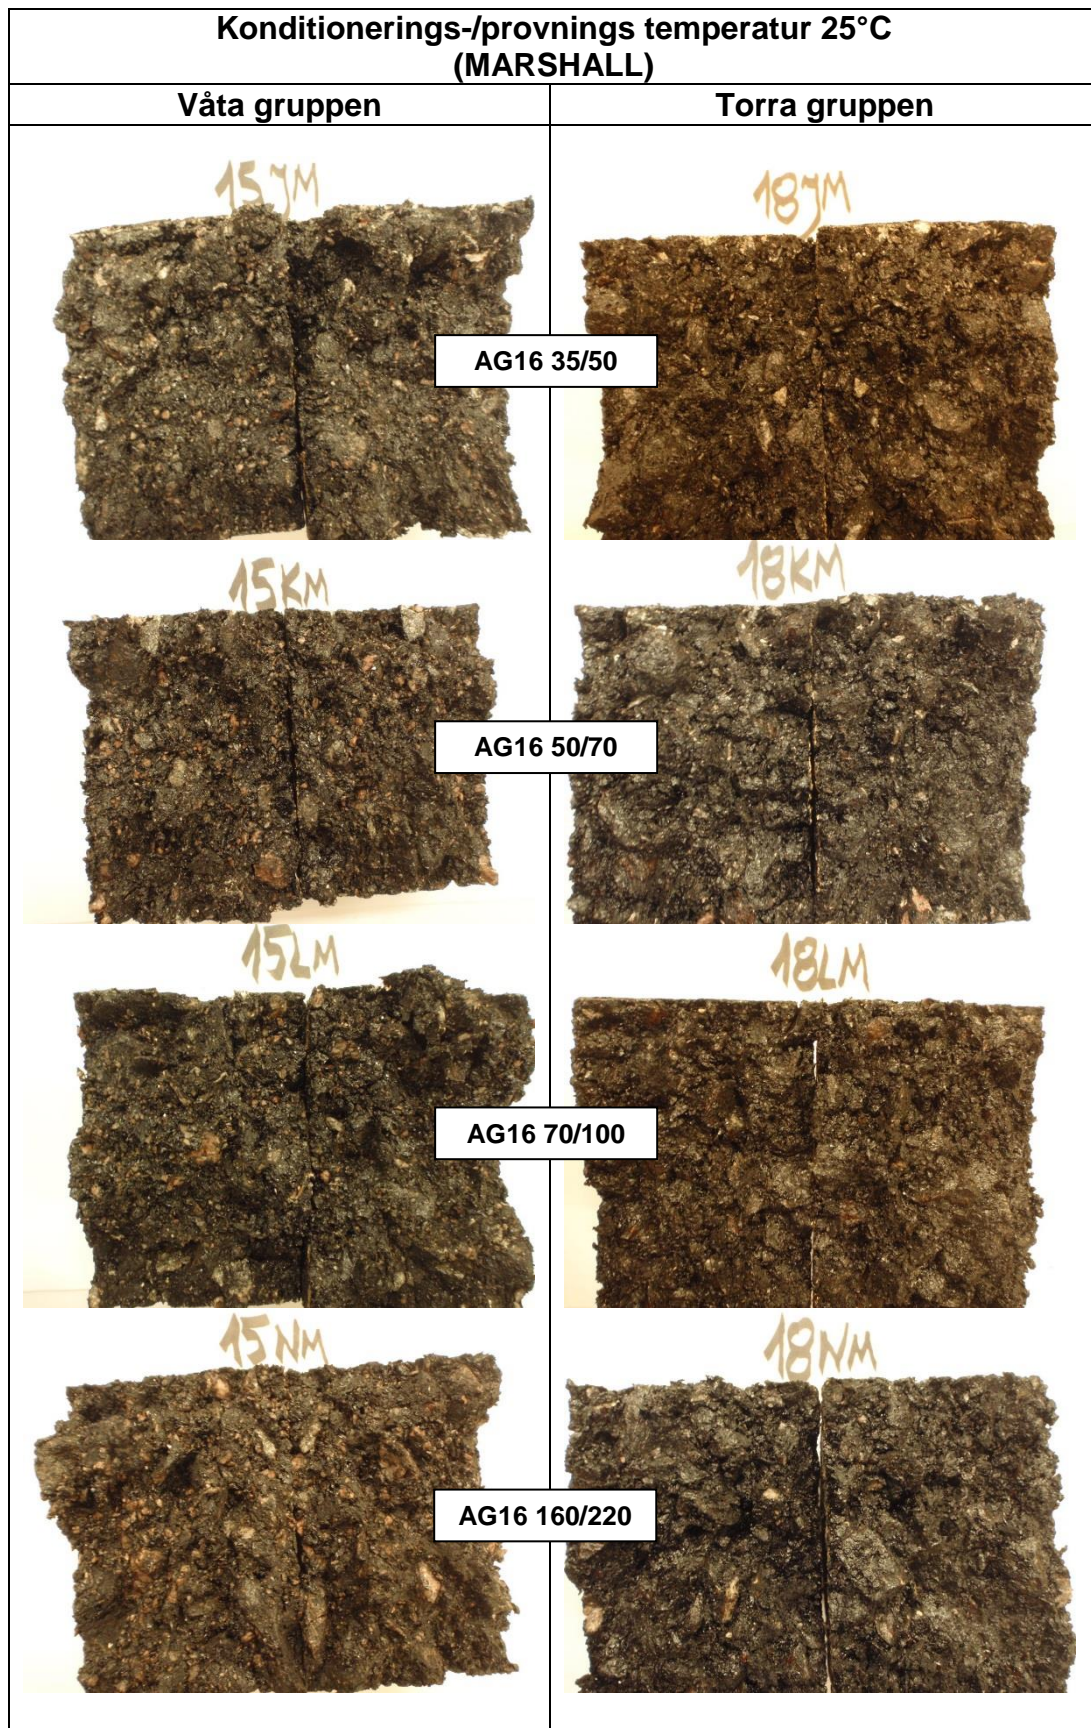 Konditionerings-/provnings temperatur 25°C
(MARSHALL)
Våta gruppen
Torra gruppen
15JM
18JM
AG16 35/50
15KM
18KM
AG16 50/70
15LM
18LM
AG16 70/100
15NM
18NM
AG16 160/220